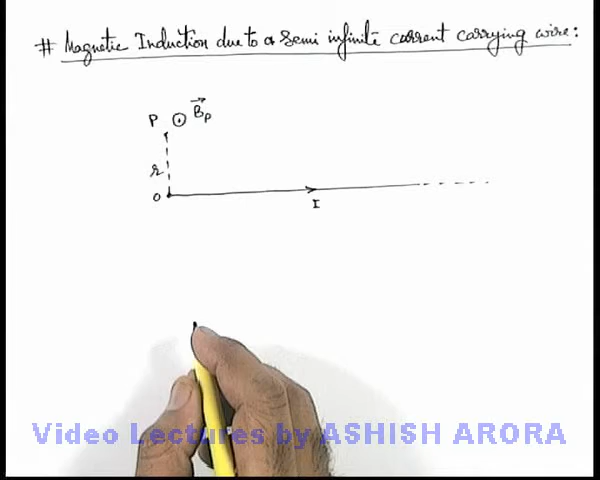 # Magnetic Induction due to a semi infinite current carrying wire:
P ⊙ B⃗p
r
O
I
Video Lectures by ASHISH ARORA